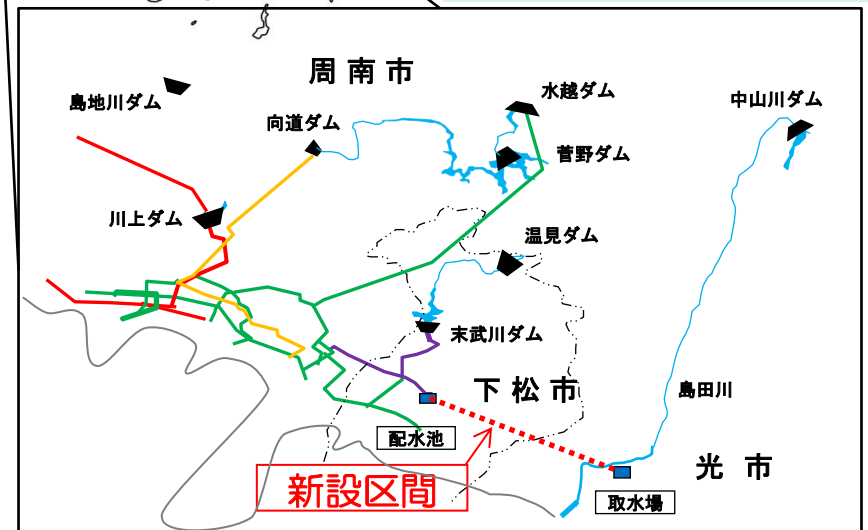 周南市
島地川ダム
向道ダム
水越ダム
中山川ダム
菅野ダム
川上ダム
温見ダム
末武川ダム
下松市
島田川
配水池
新設区間
光市
取水場